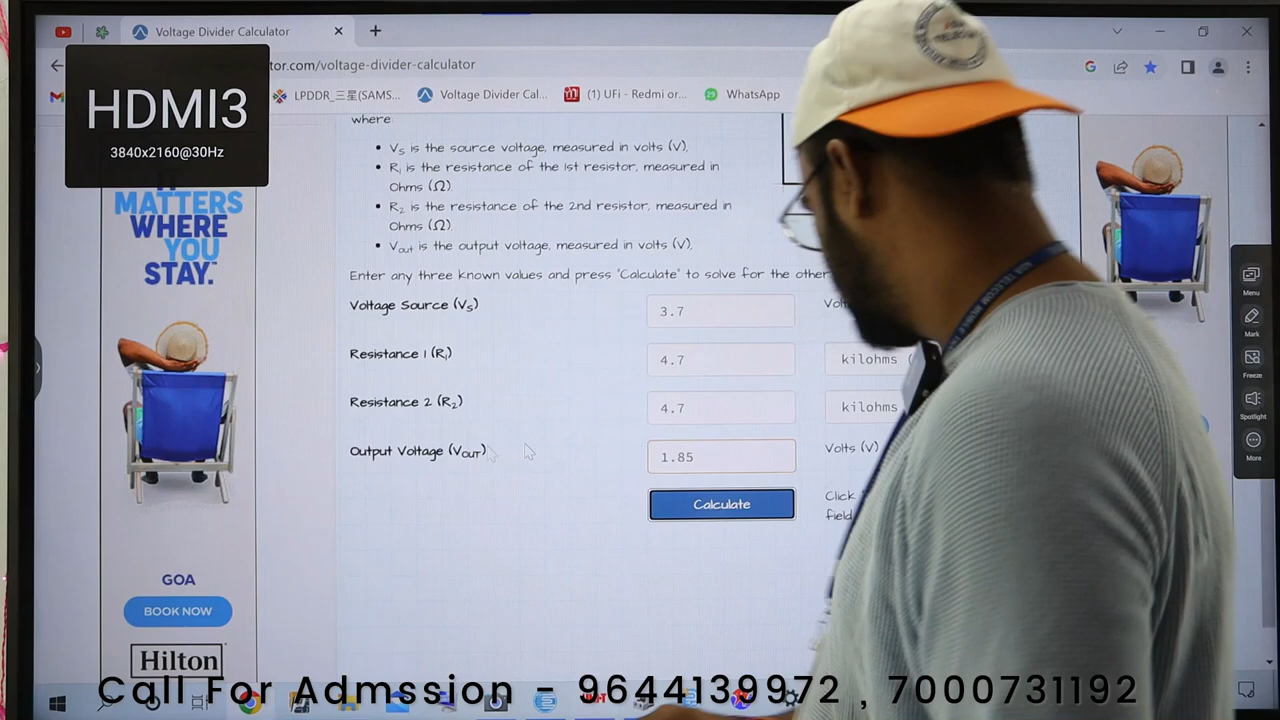 Voltage Divider Calculator
tor.com/voltage-divider-calculator
HDMI3
3840x2160@30Hz
LPDDR_三星(SAMS...
Voltage Divider Cal...
(1) UFi - Redmi or...
WhatsApp
where:
VS is the source voltage, measured in volts (V),
R1 is the resistance of the 1st resistor, measured in
Ohms (Ω).
R2 is the resistance of the 2nd resistor, measured in
Ohms (Ω).
Vout is the output voltage, measured in volts (V),
Enter any three known values and press "Calculate" to solve for the other
Voltage Source (VS)
3.7
Resistance 1 (R1)
4.7
kilohms
Resistance 2 (R2)
4.7
kilohms
Output Voltage (VOUT)
1.85
Volts (V)
Calculate
Click
field
MATTERS
WHERE
YOU
STAY.
GOA
BOOK NOW
Hilton
Menu
Mark
Freeze
Spotlight
More
Call For Admssion - 9644139972 , 7000731192